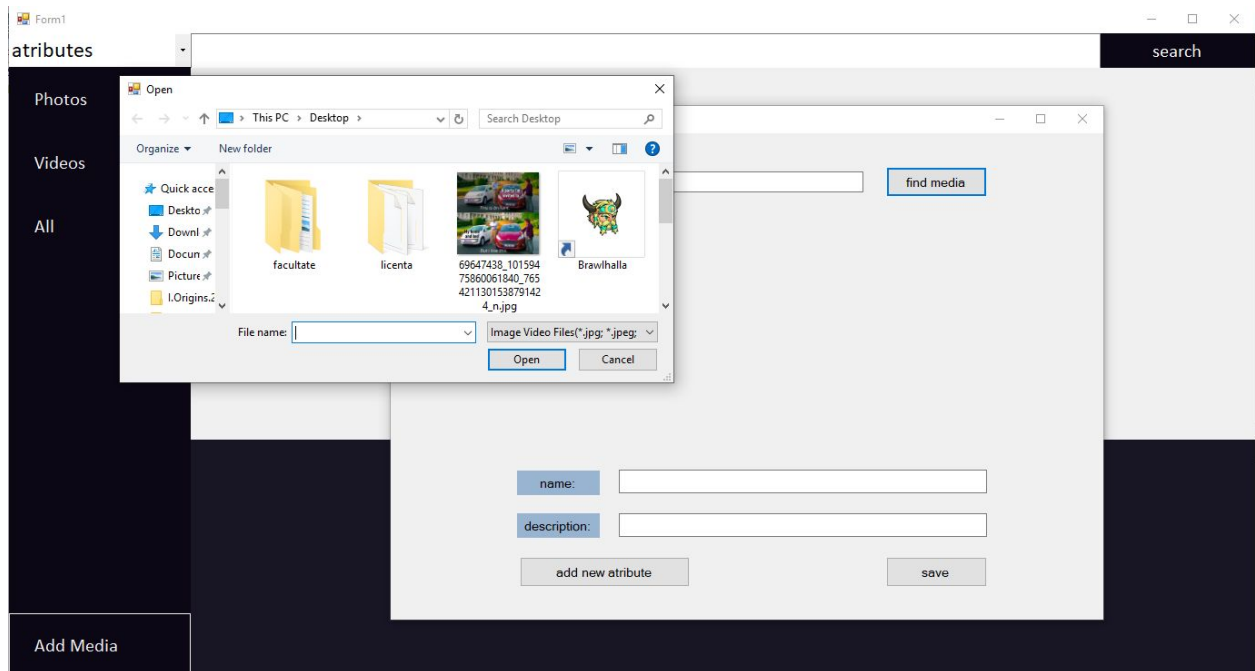 Form1
atributes
search
Photos
Videos
All
Add Media
Open
This PC > Desktop >
Search Desktop
Organize
New folder
Quick acce
Deskto
Downl
Docun
Picture
I.Origins.2
facultate
licenta
69647438_101594
75860061840_765
421130153879142
4_n.jpg
Brawlhalla
File name:
Image Video Files(*.jpg; *.jpeg;
Open
Cancel
find media
name:
description:
add new atribute
save